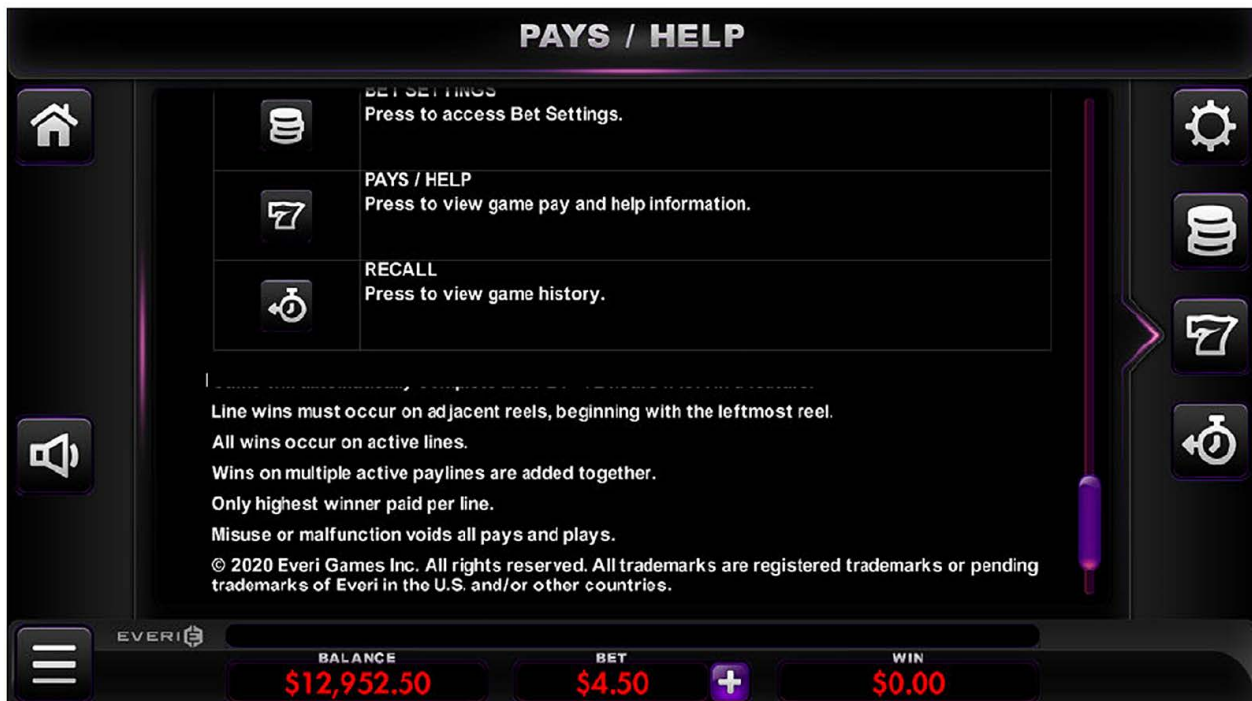 PAYS / HELP
BET SETTINGS
Press to access Bet Settings.
PAYS / HELP
Press to view game pay and help information.
RECALL
Press to view game history.
Line wins must occur on adjacent reels, beginning with the leftmost reel.
All wins occur on active lines.
Wins on multiple active paylines are added together.
Only highest winner paid per line.
Misuse or malfunction voids all pays and plays.
© 2020 Everi Games Inc. All rights reserved. All trademarks are registered trademarks or pending
trademarks of Everi in the U.S. and/or other countries.
EVERI
BALANCE BET WIN
$12,952.50 $4.50 + $0.00